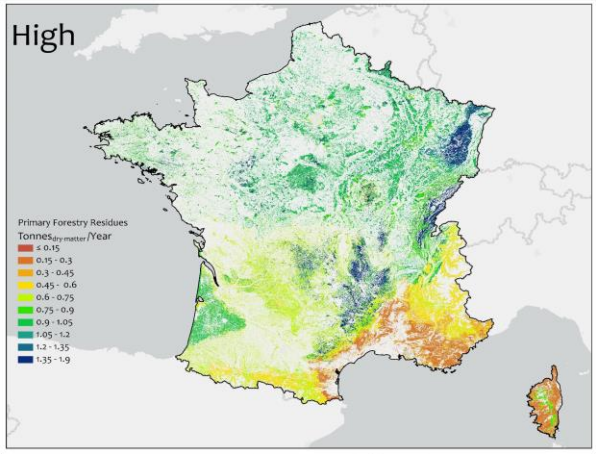 High
Primary Forestry Residues
Tonnes dry matter/Year
≤ 0.15
0.15 - 0.3
0.3 - 0.45
0.45 - 0.6
0.6 - 0.75
0.75 - 0.9
0.9 - 1.05
1.05 - 1.2
1.2 - 1.35
1.35 - 1.9